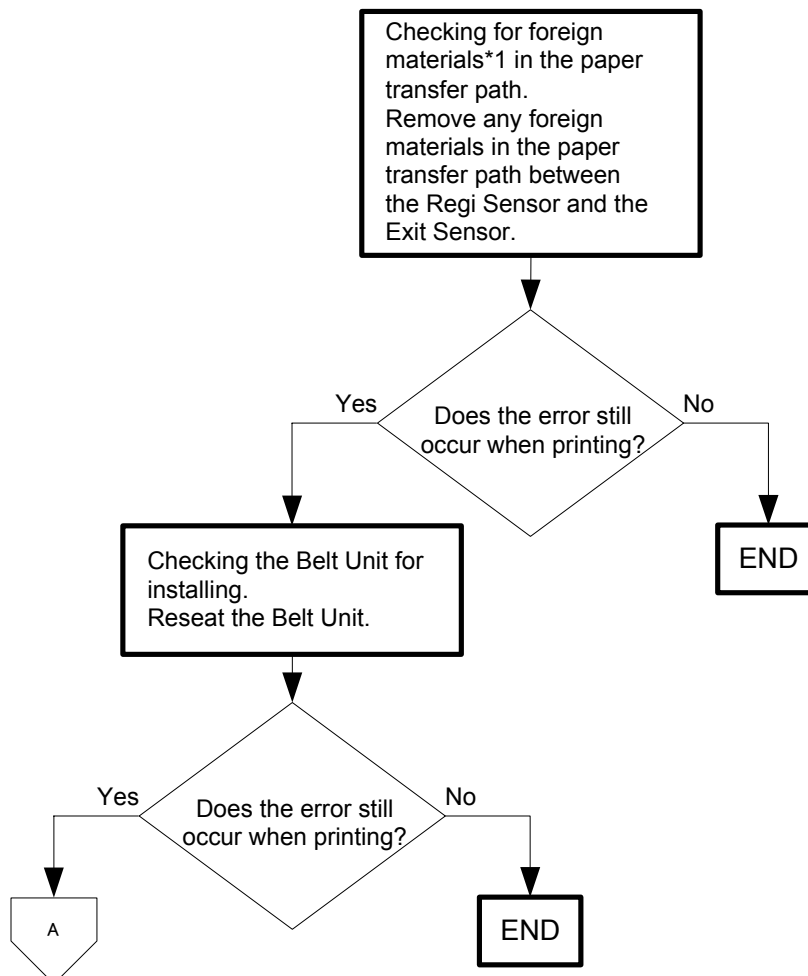 Checking for foreign
materials*1 in the paper
transfer path.
Remove any foreign
materials in the paper
transfer path between
the Regi Sensor and the
Exit Sensor.
Yes
No
Does the error still
occur when printing?
END
Checking the Belt Unit for
installing.
Reseat the Belt Unit.
Yes
No
Does the error still
occur when printing?
A
END